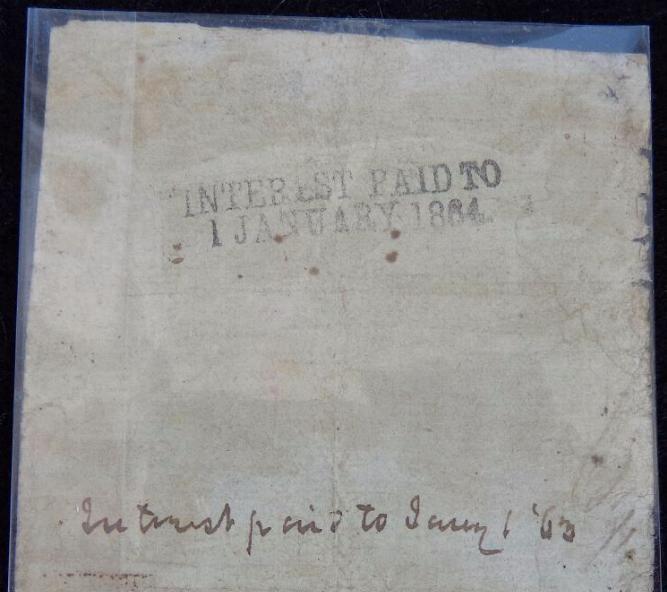 INTEREST PAID TO
1 JANUARY 1864.
Interest paid to Jany 1 '63